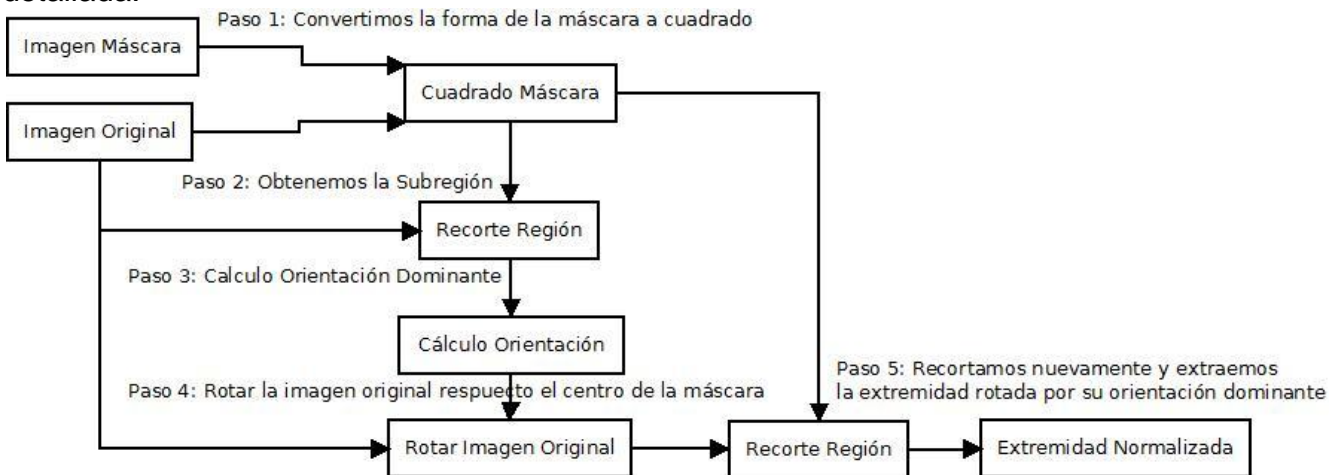 Paso 1: Convertimos la forma de la máscara a cuadrado
Imagen Máscara
Cuadrado Máscara
Imagen Original
Paso 2: Obtenemos la Subregión
Recorte Región
Paso 3: Calculo Orientación Dominante
Cálculo Orientación
Paso 4: Rotar la imagen original respucto el centro de la máscara
Paso 5: Recortamos nuevamente y extraemos
la extremidad rotada por su orientación dominante
Rotar Imagen Original
Recorte Región
Extremidad Normalizada